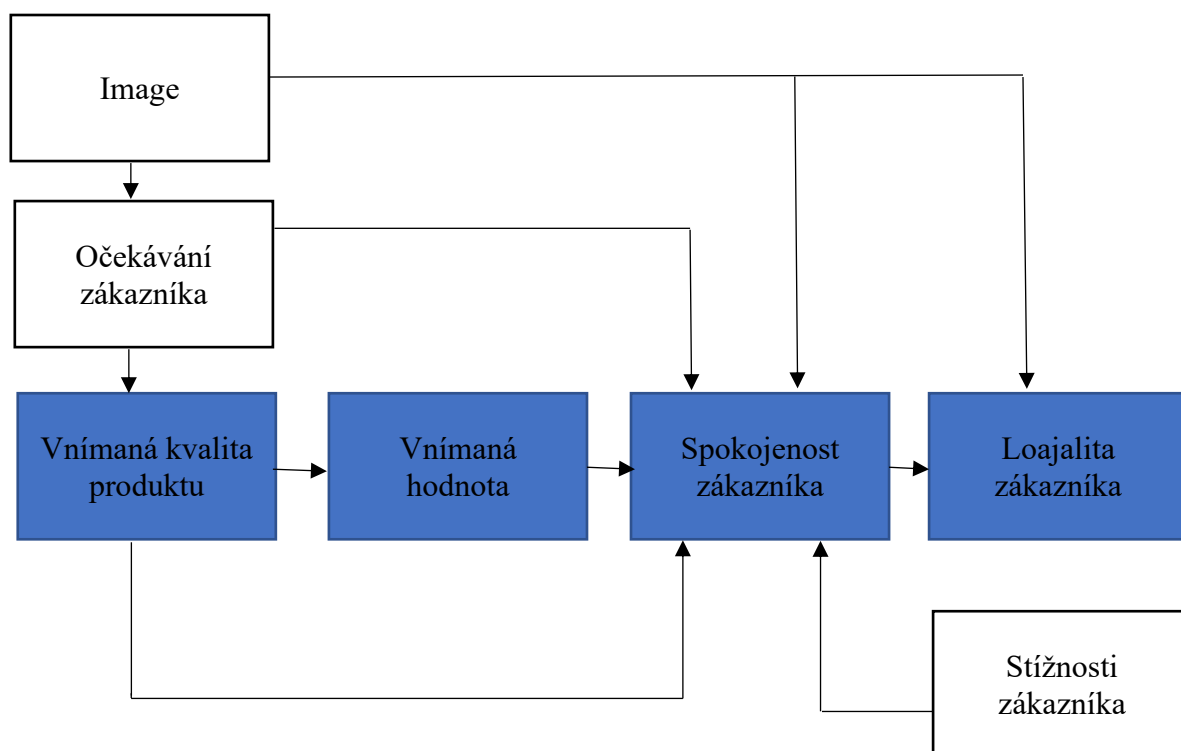 Image
Očekávání
zákazníka
Vnímaná kvalita
produktu
Vnímaná
hodnota
Spokojenost
zákazníka
Loajalita
zákazníka
Stížnosti
zákazníka